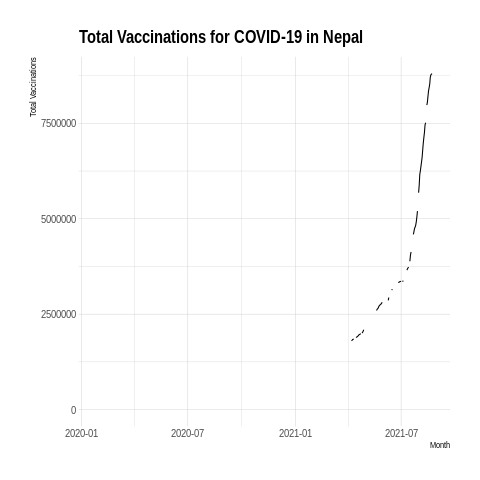 Total Vaccinations for COVID-19 in Nepal
Total Vaccinations
7500000
5000000
2500000
0
2020-01 2020-07 2021-01 2021-07
Month